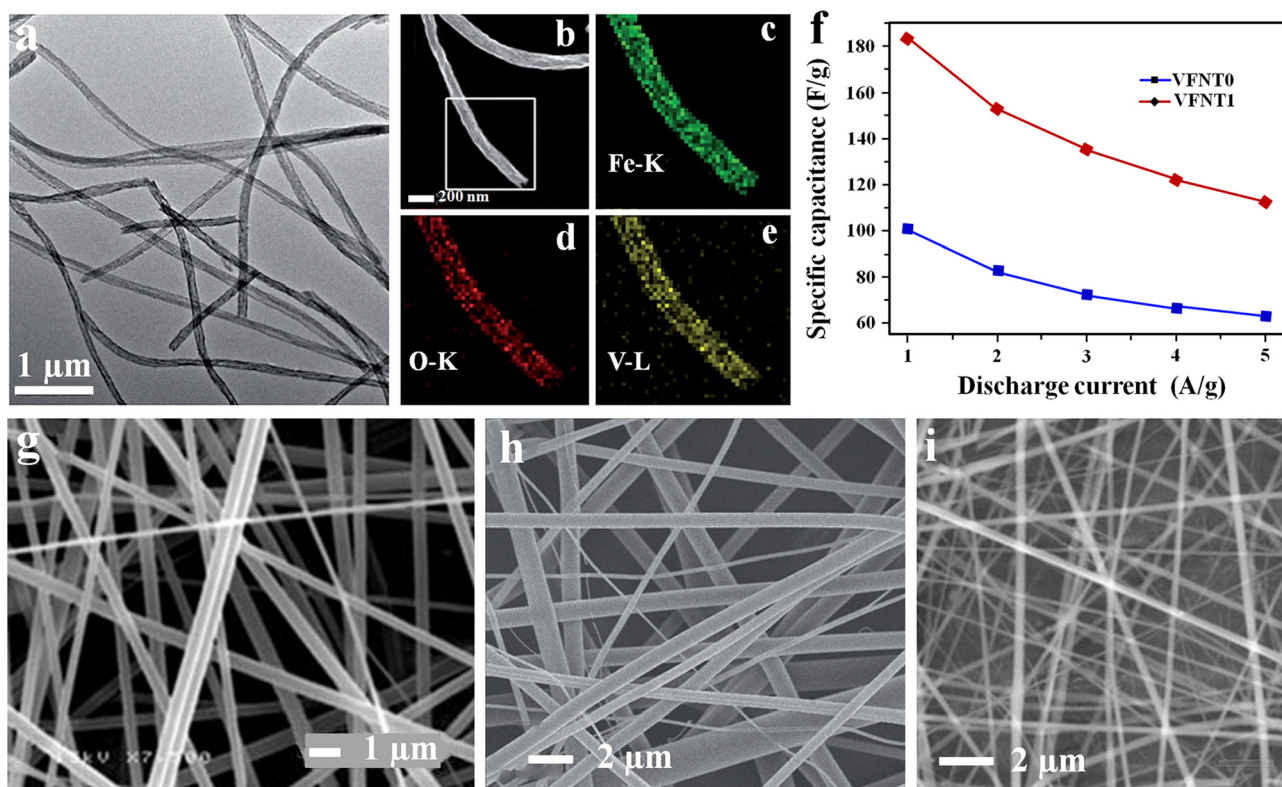 a
1 µm
b
200 nm
c
Fe-K
d
O-K
e
V-L
f
Specific capacitance (F/g)
180
160
140
120
100
80
60
VFNT0
VFNT1
1 2 3 4 5
Discharge current (A/g)
g
1 µm
h
2 µm
i
2 µm